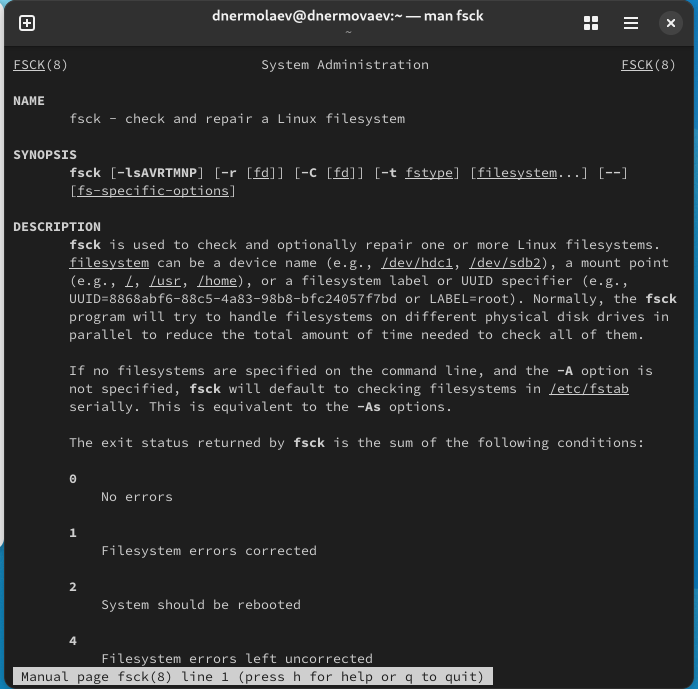 dnermolaev@dnermovaev:~ — man fsck
~
FSCK(8) System Administration FSCK(8)
NAME
fsck - check and repair a Linux filesystem
SYNOPSIS
fsck [-lsAVRTMNP] [-r [fd]] [-C [fd]] [-t fstype] [filesystem...] [--]
[fs-specific-options]
DESCRIPTION
fsck is used to check and optionally repair one or more Linux filesystems.
filesystem can be a device name (e.g., /dev/hdc1, /dev/sdb2), a mount point
(e.g., /, /usr, /home), or a filesystem label or UUID specifier (e.g.,
UUID=8868abf6-88c5-4a83-98b8-bfc24057f7bd or LABEL=root). Normally, the fsck
program will try to handle filesystems on different physical disk drives in
parallel to reduce the total amount of time needed to check all of them.
If no filesystems are specified on the command line, and the -A option is
not specified, fsck will default to checking filesystems in /etc/fstab
serially. This is equivalent to the -As options.
The exit status returned by fsck is the sum of the following conditions:
0
No errors
1
Filesystem errors corrected
2
System should be rebooted
4
Filesystem errors left uncorrected
Manual page fsck(8) line 1 (press h for help or q to quit)